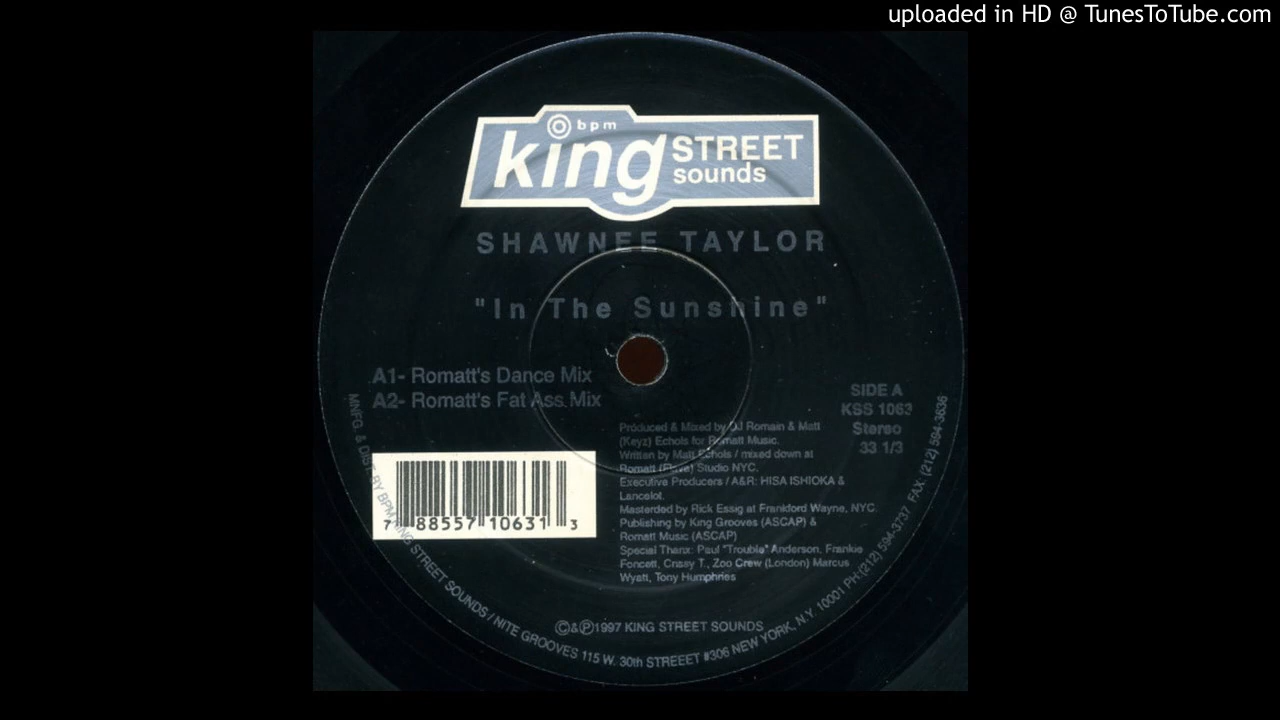 uploaded in HD @ TunesToTube.com
bpm
king STREET
sounds
SHAWNEE TAYLOR
"In The Sunshine"
A1- Romatt's Dance Mix
A2- Romatt's Fat Ass Mix
SIDE A
KSS 1063
Stereo
33 1/3
Produced & Mixed by DJ Romain & Matt
(Keyz) Echols for Romatt Music.
Written by Matt Echols / mixed down at
Romatt (Flava) Studio NYC.
Executive Producers / A&R: HISA ISHIOKA &
Lancelot.
Masterded by Rick Essig at Frankford Wayne, NYC
Publishing by King Grooves (ASCAP) &
Romatt Music (ASCAP)
Special Thanx: Paul "Trouble" Anderson, Frankie
Foncett, Crissy T., Zoo Crew (London) Marcus
Wyatt, Tony Humphries
7 88557 10631 3
©&℗1997 KING STREET SOUNDS
MNFG. & DIST. BY BPM KING STREET SOUNDS / NITE GROOVES 115 W. 30th STREEET #306 NEW YORK, N.Y. 10001 PH:(212) 594-3737 FAX. (212) 594-3636